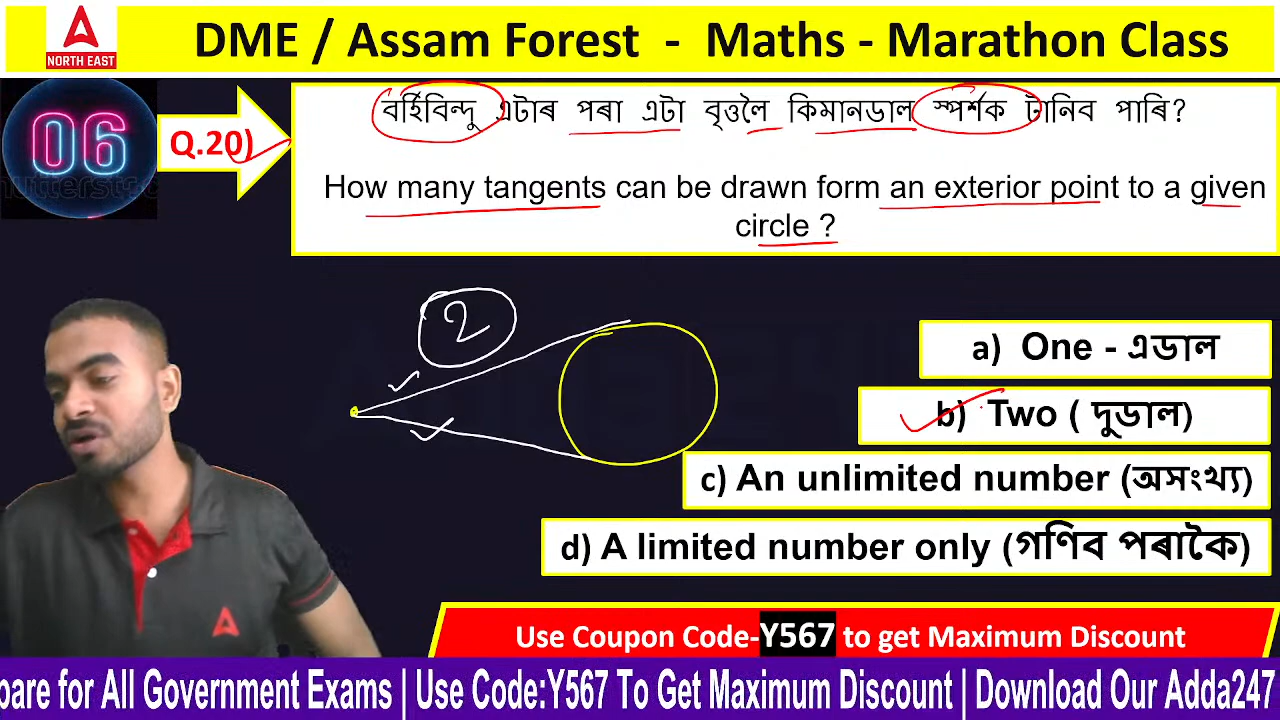 DME / Assam Forest - Maths - Marathon Class
NORTH EAST
06
Q.20)
বৰ্হিবিন্দু এটাৰ পৰা এটা বৃত্তলৈ কিমানডাল স্পৰ্শক টানিব পাৰি?
How many tangents can be drawn form an exterior point to a given
circle ?
2
a) One - এডাল
b) Two ( দুডাল)
c) An unlimited number (অসংখ্য)
d) A limited number only (গণিব পৰাকৈ)
Use Coupon Code-Y567 to get Maximum Discount
pare for All Government Exams | Use Code:Y567 To Get Maximum Discount | Download Our Adda247